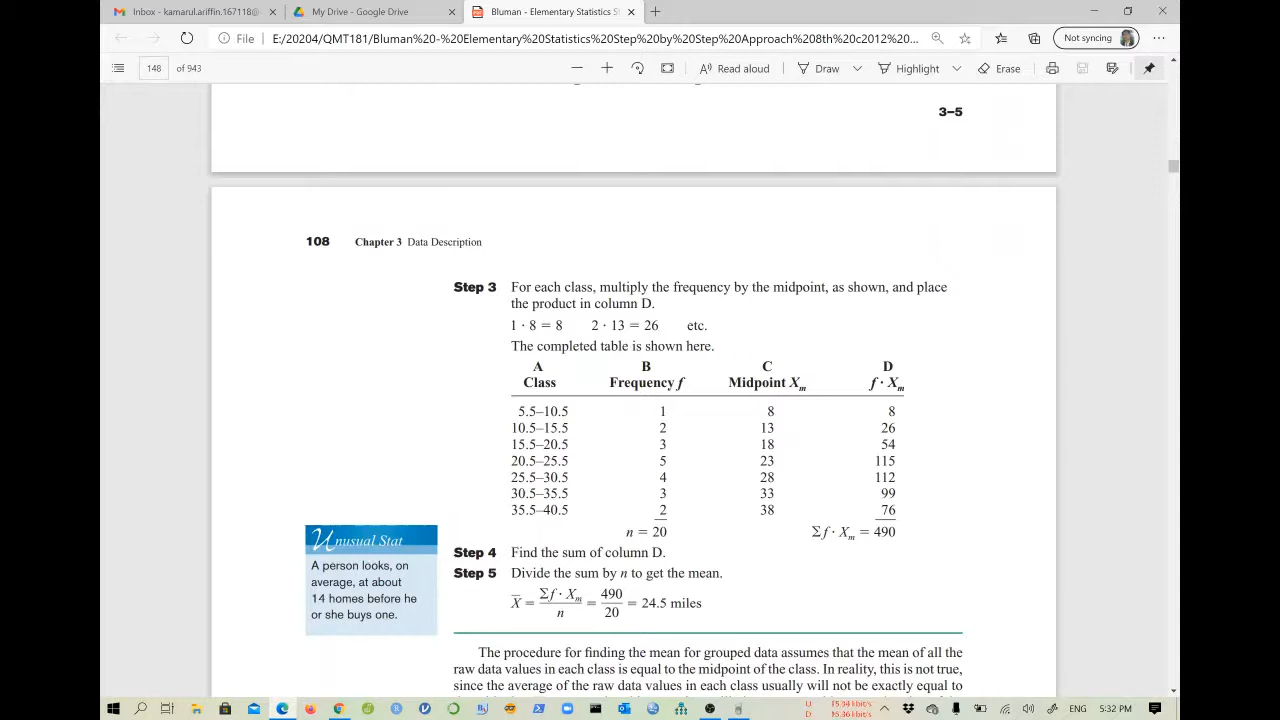 Inbox - kamarul.ariffin.167118@
My Drive - Google Drive
Bluman - Elementary Statistics S
File
E:/20204/QMT181/Bluman%20-%20Elementary%20Statistics%20Step%20by%20Step%20Approach%208th%20c2012%20...
Not syncing
148 of 943
Read aloud
Draw
Highlight
Erase
3–5
108 Chapter 3 Data Description
Step 3 For each class, multiply the frequency by the midpoint, as shown, and place
the product in column D.
1 · 8 = 8 2 · 13 = 26 etc.
The completed table is shown here.
A B C D
Class Frequency f Midpoint Xm f · Xm
5.5–10.5 1 8 8
10.5–15.5 2 13 26
15.5–20.5 3 18 54
20.5–25.5 5 23 115
25.5–30.5 4 28 112
30.5–35.5 3 33 99
35.5–40.5 2 38 76
n = 20 Σf · Xm = 490
Step 4 Find the sum of column D.
Step 5 Divide the sum by n to get the mean.
X̄ = Σf · Xm / n = 490 / 20 = 24.5 miles
Unusual Stat
A person looks, on
average, at about
14 homes before he
or she buys one.
The procedure for finding the mean for grouped data assumes that the mean of all the
raw data values in each class is equal to the midpoint of the class. In reality, this is not true,
since the average of the raw data values in each class usually will not be exactly equal to
ENG 5:32 PM